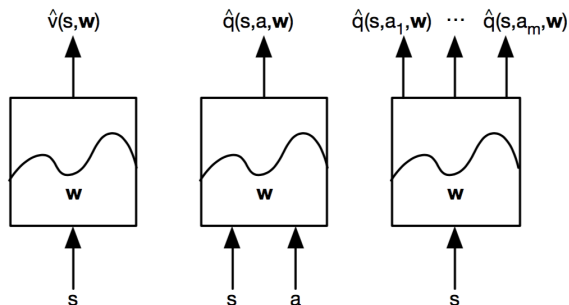 v̂(s,w) q̂(s,a,w) q̂(s,a₁,w) ··· q̂(s,aₘ,w)
w w w
s s a s